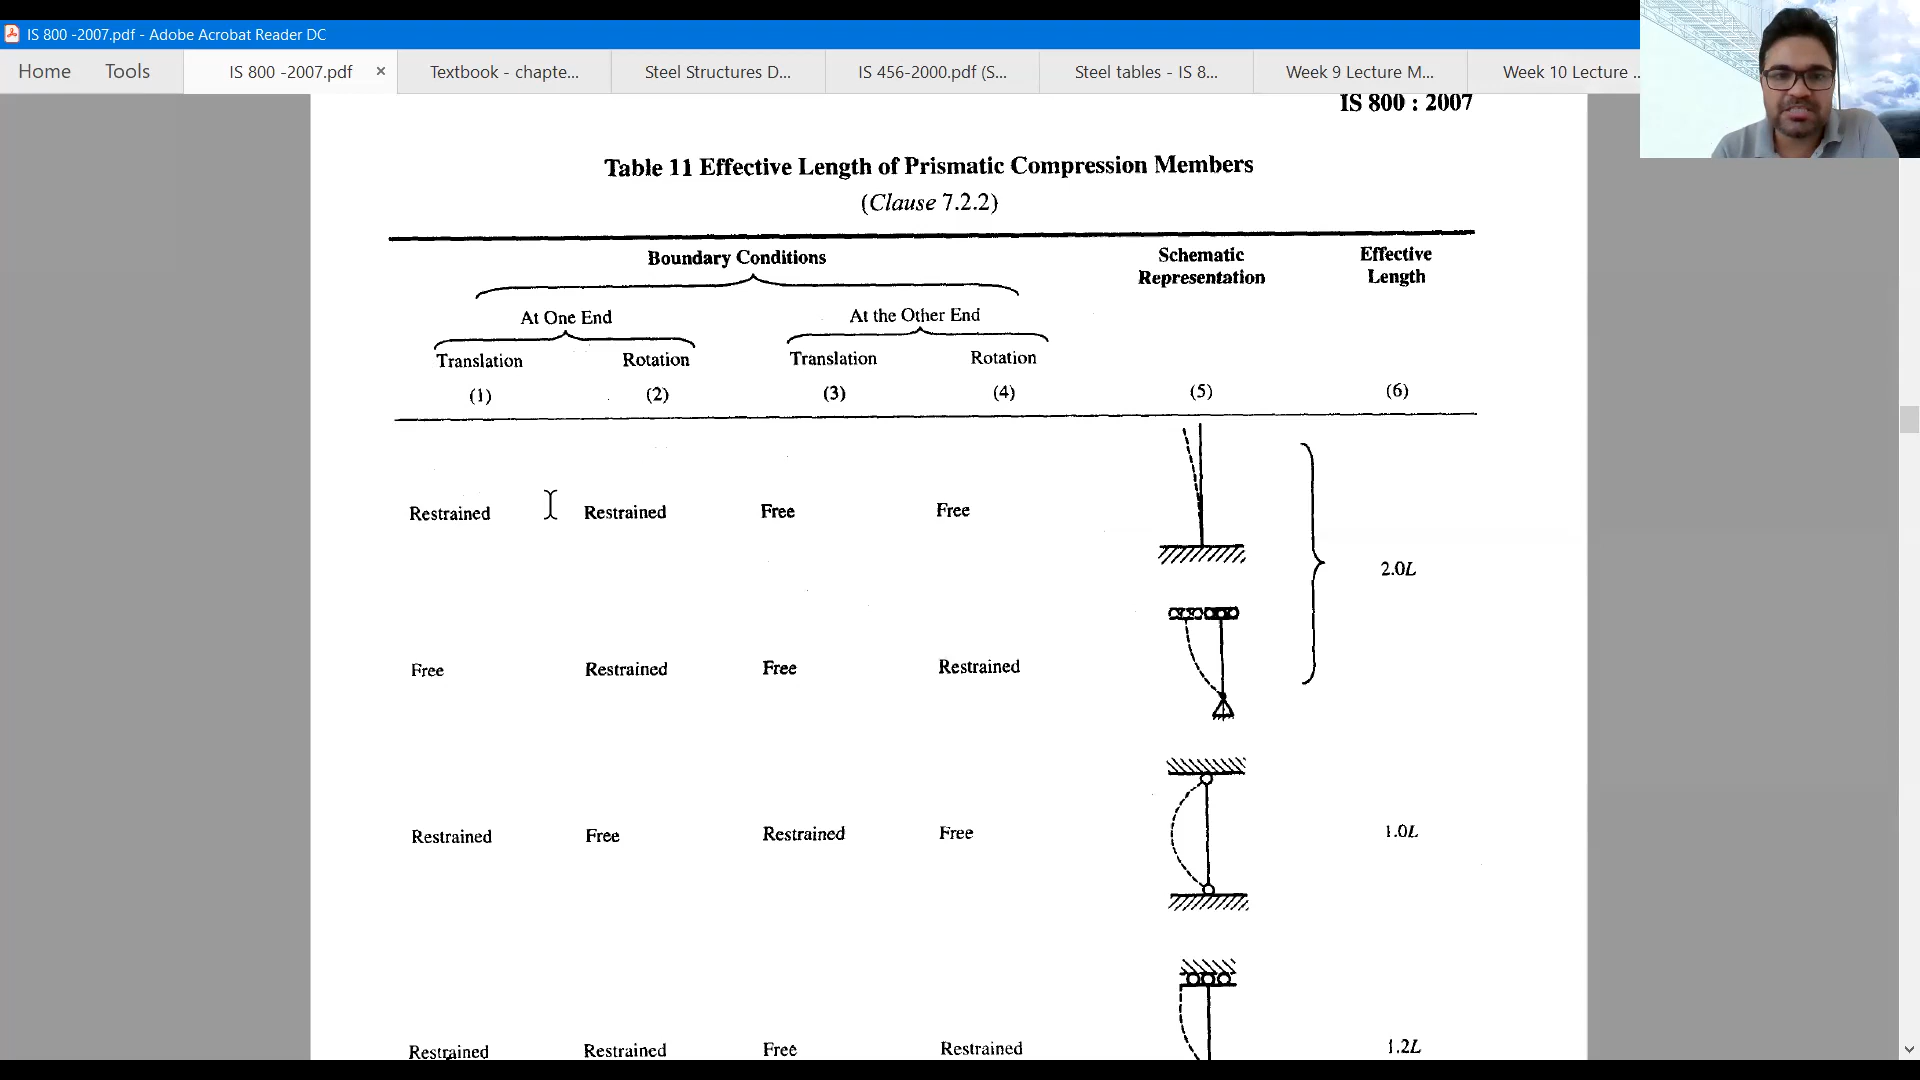 IS 800 -2007.pdf - Adobe Acrobat Reader DC
Home Tools IS 800 -2007.pdf × Textbook - chapte... Steel Structures D... IS 456-2000.pdf (S... Steel tables - IS 8... Week 9 Lecture M... Week 10 Lecture ..
IS 800 : 2007
Table 11 Effective Length of Prismatic Compression Members
(Clause 7.2.2)
Boundary Conditions Schematic Representation Effective Length
At One End At the Other End
Translation Rotation Translation Rotation
(1) (2) (3) (4) (5) (6)
Restrained Restrained Free Free
2.0L
Free Restrained Free Restrained
Restrained Free Restrained Free 1.0L
Restrained Restrained Free Restrained 1.2L